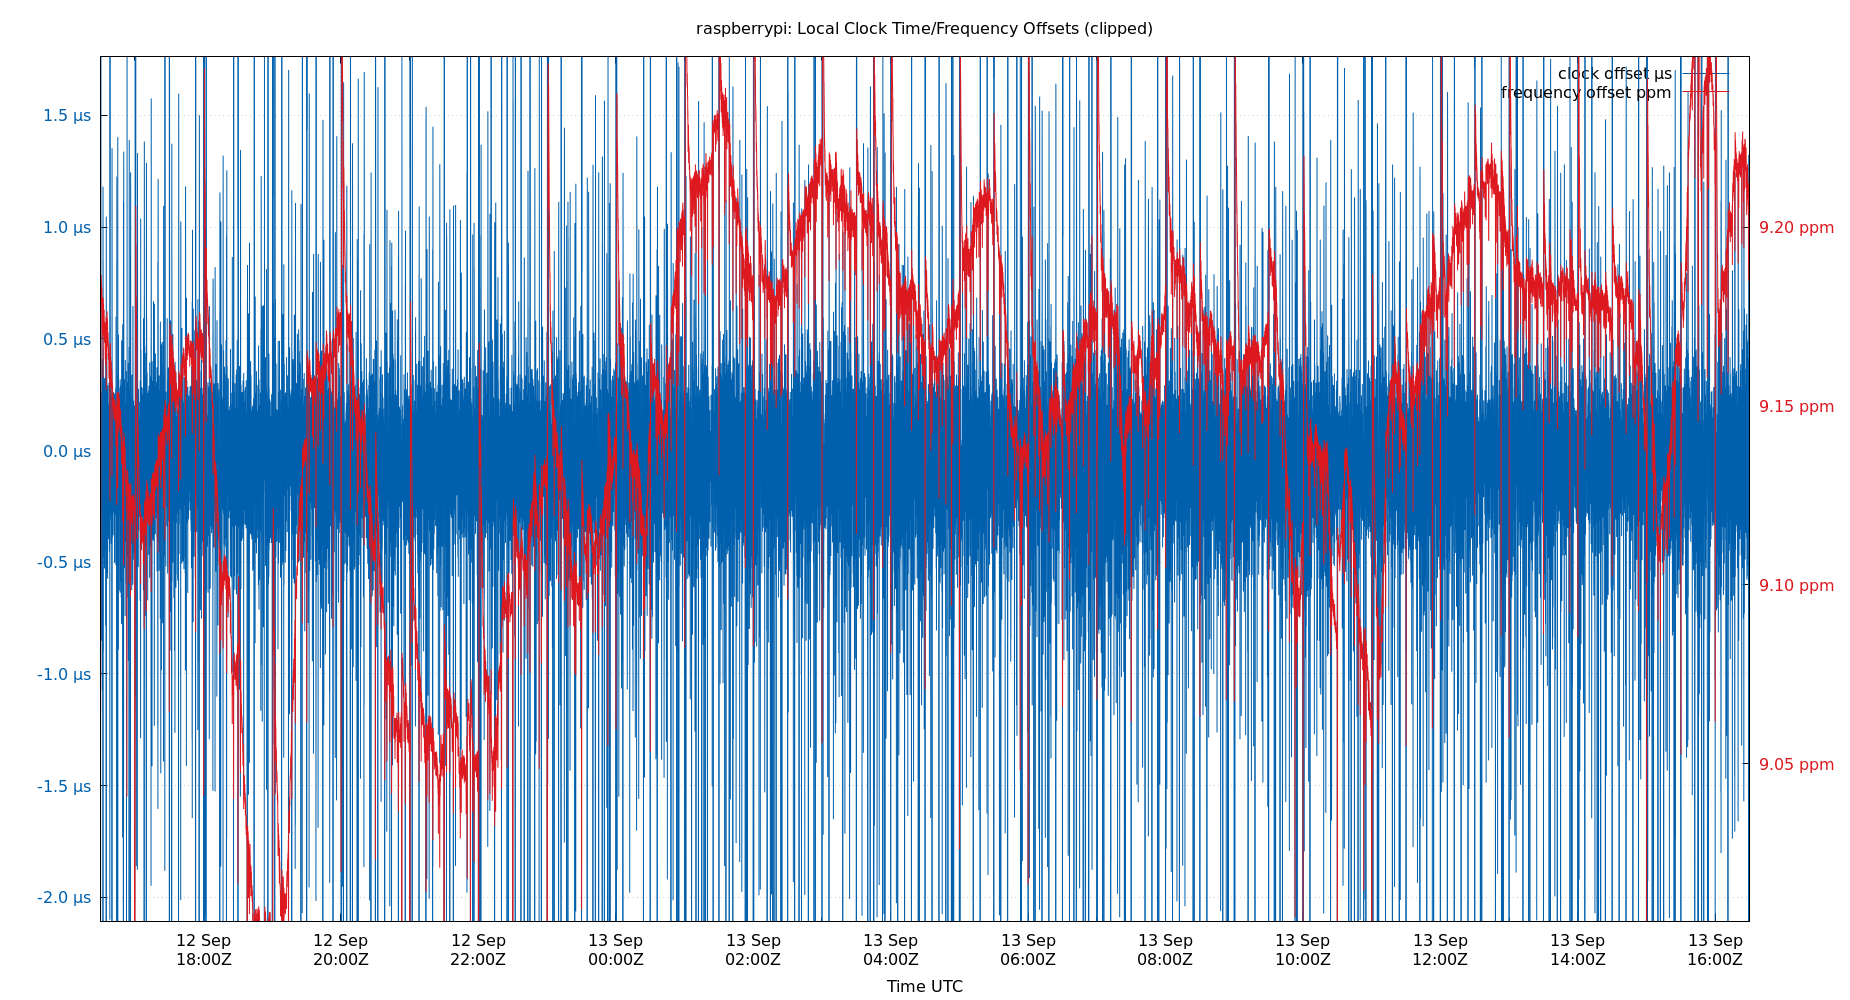 raspberrypi: Local Clock Time/Frequency Offsets (clipped)
clock offset µs
frequency offset ppm
1.5 µs
1.0 µs
0.5 µs
0.0 µs
-0.5 µs
-1.0 µs
-1.5 µs
-2.0 µs
9.20 ppm
9.15 ppm
9.10 ppm
9.05 ppm
12 Sep 12 Sep 12 Sep 13 Sep 13 Sep 13 Sep 13 Sep 13 Sep 13 Sep 13 Sep 13 Sep 13 Sep
18:00Z 20:00Z 22:00Z 00:00Z 02:00Z 04:00Z 06:00Z 08:00Z 10:00Z 12:00Z 14:00Z 16:00Z
Time UTC